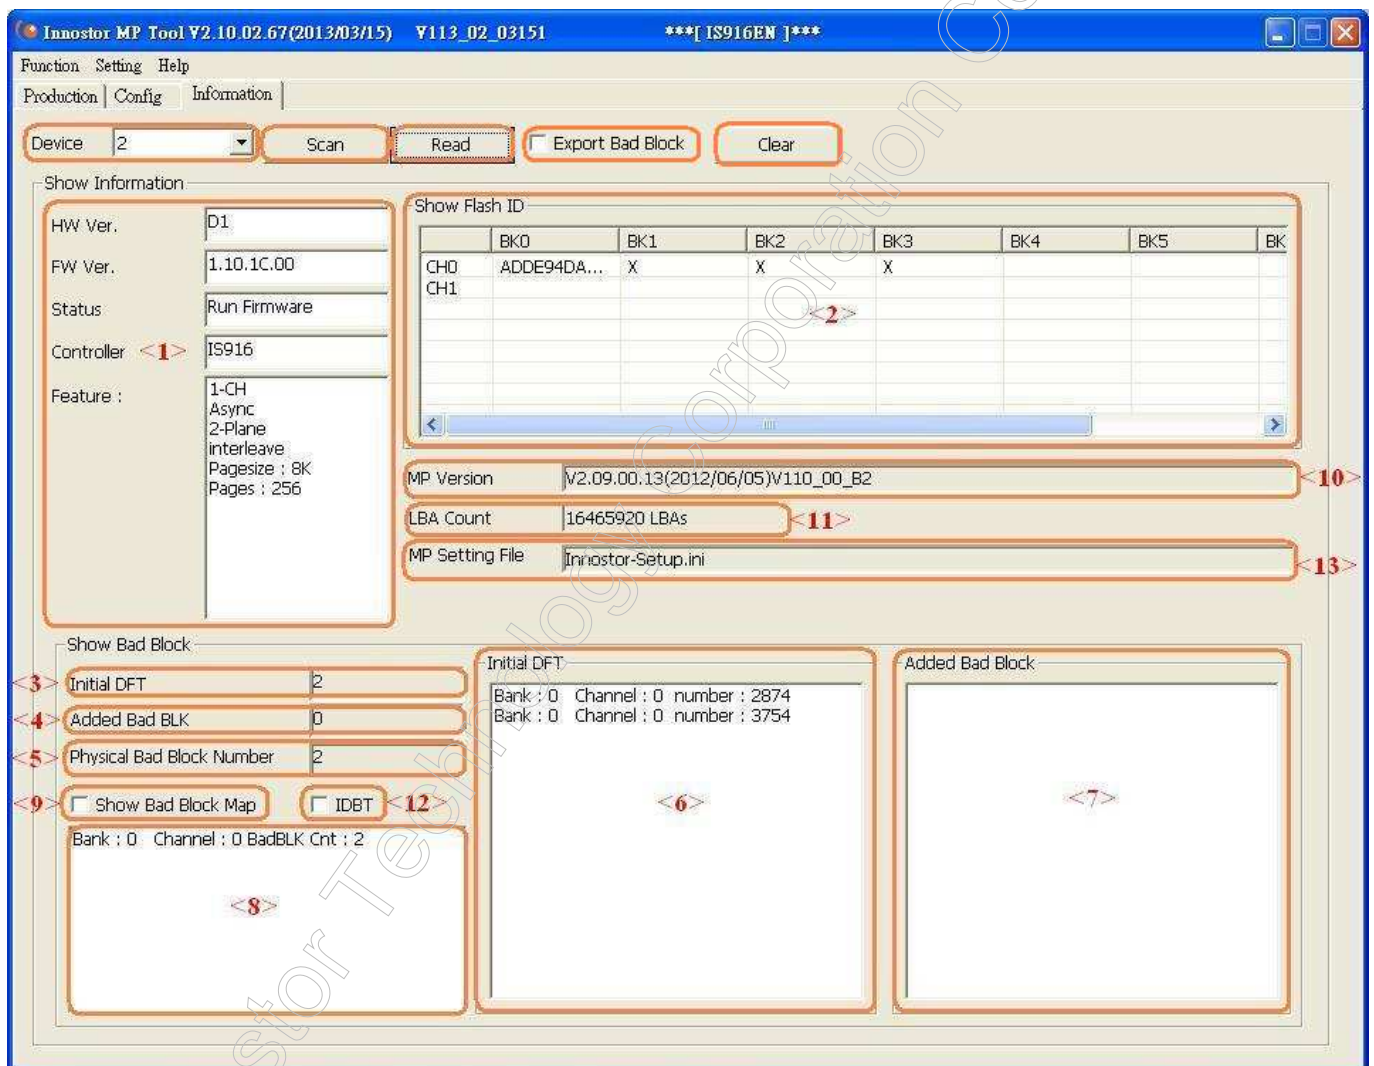 Innostor MP Tool V2.10.02.67(2013/03/15) V113_02_03151 ***[ IS916EN ]***
Function Setting Help
Production Config Information
Device 2 Scan Read Export Bad Block Clear
Show Information
HW Ver. D1
FW Ver. 1.10.1C.00
Status Run Firmware
Controller <1> IS916
Feature :
1-CH
Async
2-Plane
interleave
Pagesize : 8K
Pages : 256
Show Flash ID
BK0 BK1 BK2 BK3 BK4 BK5 BK
CH0 ADDE94DA... X X X
CH1
<2>
MP Version V2.09.00.13(2012/06/05)V110_00_B2 <10>
LBA Count 16465920 LBAs <11>
MP Setting File Innostor-Setup.ini <13>
Show Bad Block
<3> Initial DFT 2
<4> Added Bad BLK 0
<5> Physical Bad Block Number 2
<9> Show Bad Block Map IDBT <12>
Bank : 0 Channel : 0 BadBLK Cnt : 2
<8>
Initial DFT
Bank : 0 Channel : 0 number : 2874
Bank : 0 Channel : 0 number : 3754
<6>
Added Bad Block
<7>
stor Technology Corporation Co